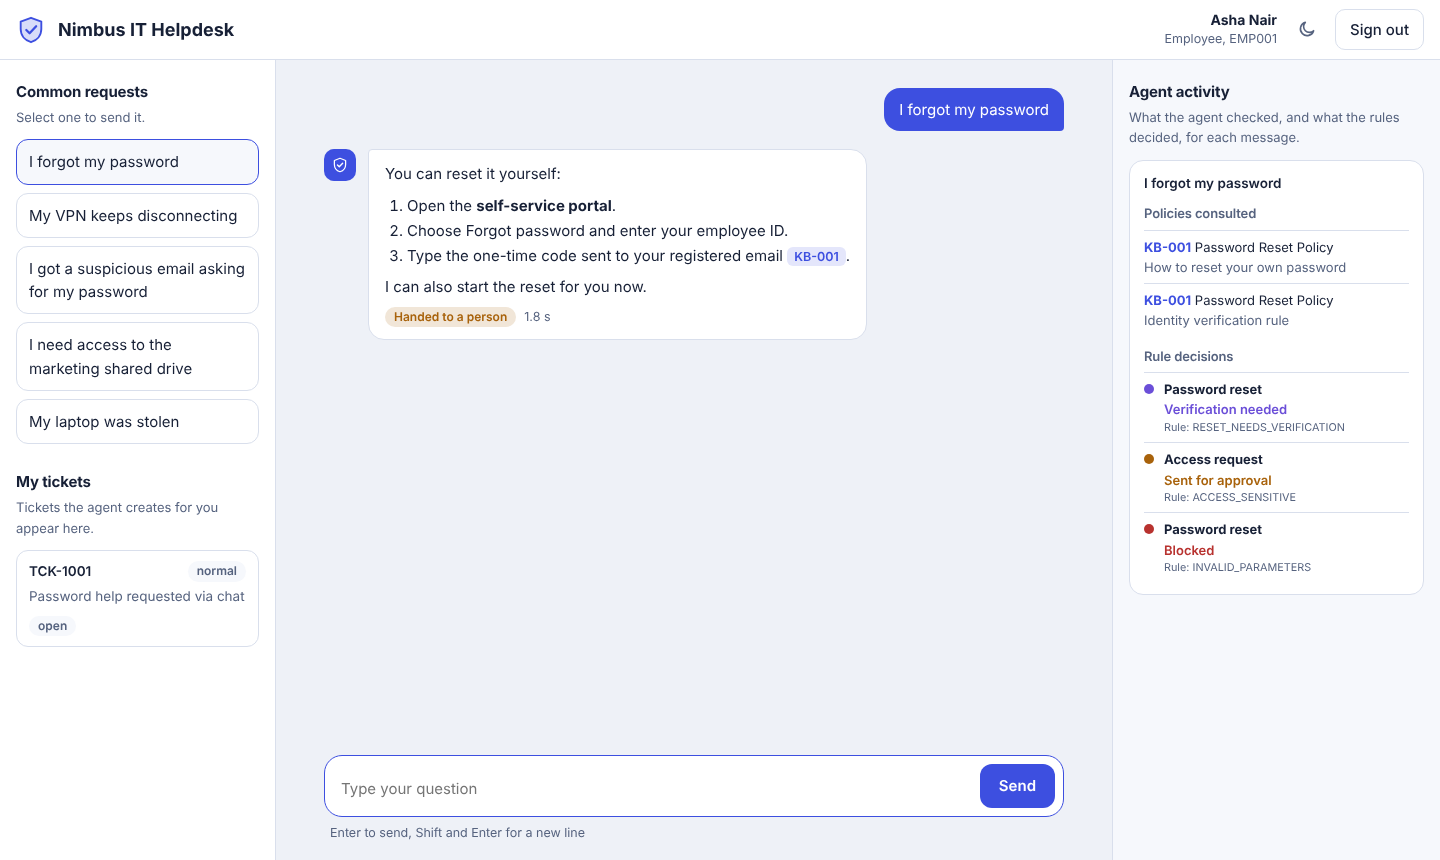 Nimbus IT Helpdesk
Asha Nair
Employee, EMP001
Sign out
Common requests
Select one to send it.
I forgot my password
My VPN keeps disconnecting
I got a suspicious email asking
for my password
I need access to the
marketing shared drive
My laptop was stolen
My tickets
Tickets the agent creates for you
appear here.
TCK-1001 normal
Password help requested via chat
open
I forgot my password
You can reset it yourself:
1. Open the self-service portal.
2. Choose Forgot password and enter your employee ID.
3. Type the one-time code sent to your registered email KB-001.
I can also start the reset for you now.
Handed to a person 1.8 s
Type your question
Send
Enter to send, Shift and Enter for a new line
Agent activity
What the agent checked, and what the rules
decided, for each message.
I forgot my password
Policies consulted
KB-001 Password Reset Policy
How to reset your own password
KB-001 Password Reset Policy
Identity verification rule
Rule decisions
Password reset
Verification needed
Rule: RESET_NEEDS_VERIFICATION
Access request
Sent for approval
Rule: ACCESS_SENSITIVE
Password reset
Blocked
Rule: INVALID_PARAMETERS